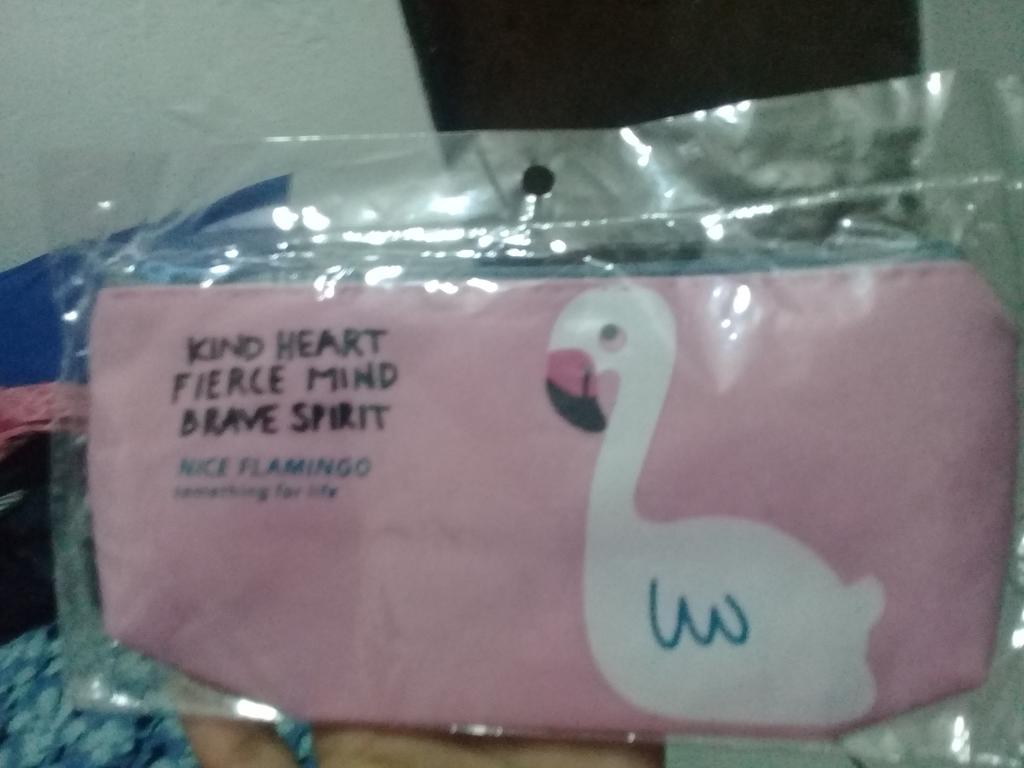 KIND HEART
FIERCE MIND
BRAVE SPIRIT
NICE FLAMINGO
something for life